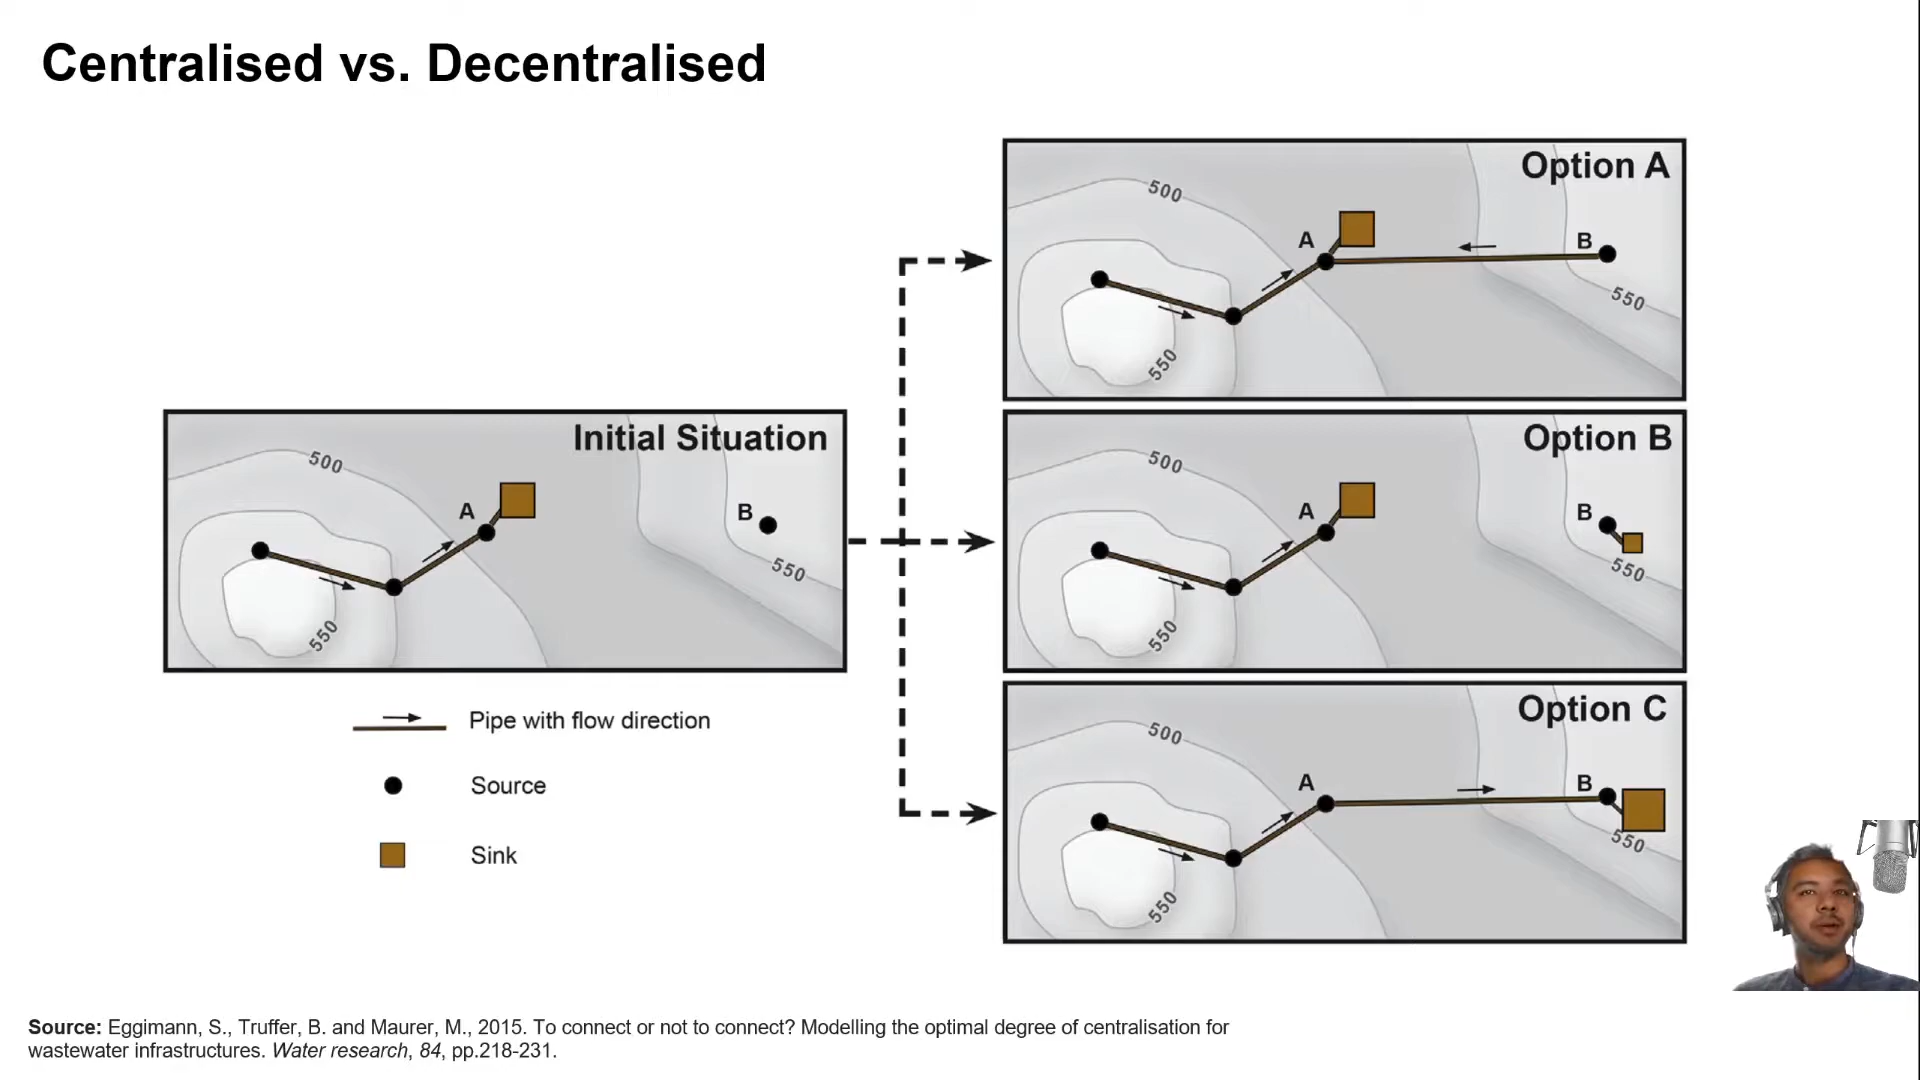 Centralised vs. Decentralised
Option A
500
A
B
550
550
Initial Situation
500
A
B
550
550
Option B
500
A
B
550
550
Option C
500
A
B
550
550
Pipe with flow direction
Source
Sink
Source: Eggimann, S., Truffer, B. and Maurer, M., 2015. To connect or not to connect? Modelling the optimal degree of centralisation for
wastewater infrastructures. Water research, 84, pp.218-231.